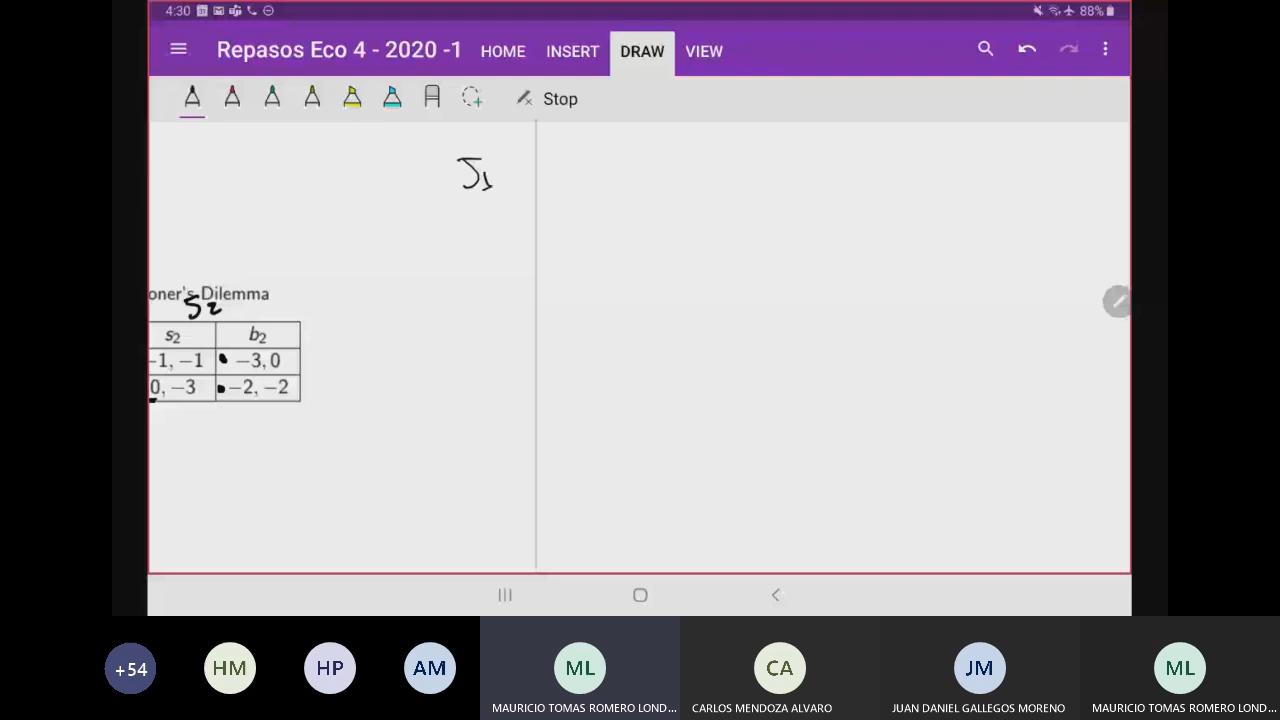 4:30 88%
Repasos Eco 4 - 2020 -1 HOME INSERT DRAW VIEW
Stop
J1
oner's Dilemma
S2
s2 b2
-1, -1 -3, 0
0, -3 -2, -2
+54 HM HP AM ML CA JM ML
MAURICIO TOMAS ROMERO LOND... CARLOS MENDOZA ALVARO JUAN DANIEL GALLEGOS MORENO MAURICIO TOMAS ROMERO LOND...